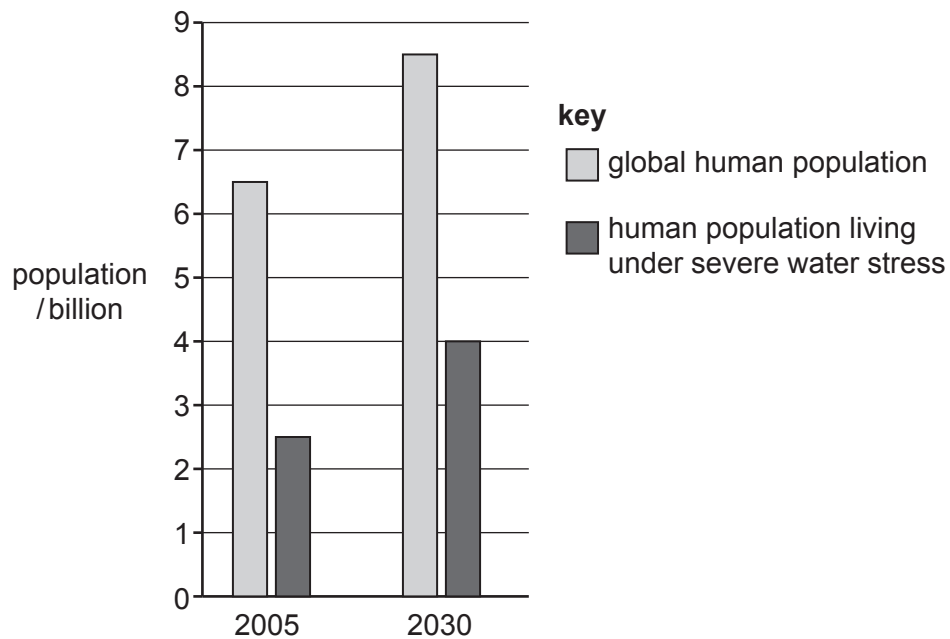 9
8
7
6
5
4
3
2
1
0
population
/ billion
2005
2030
key
global human population
human population living
under severe water stress